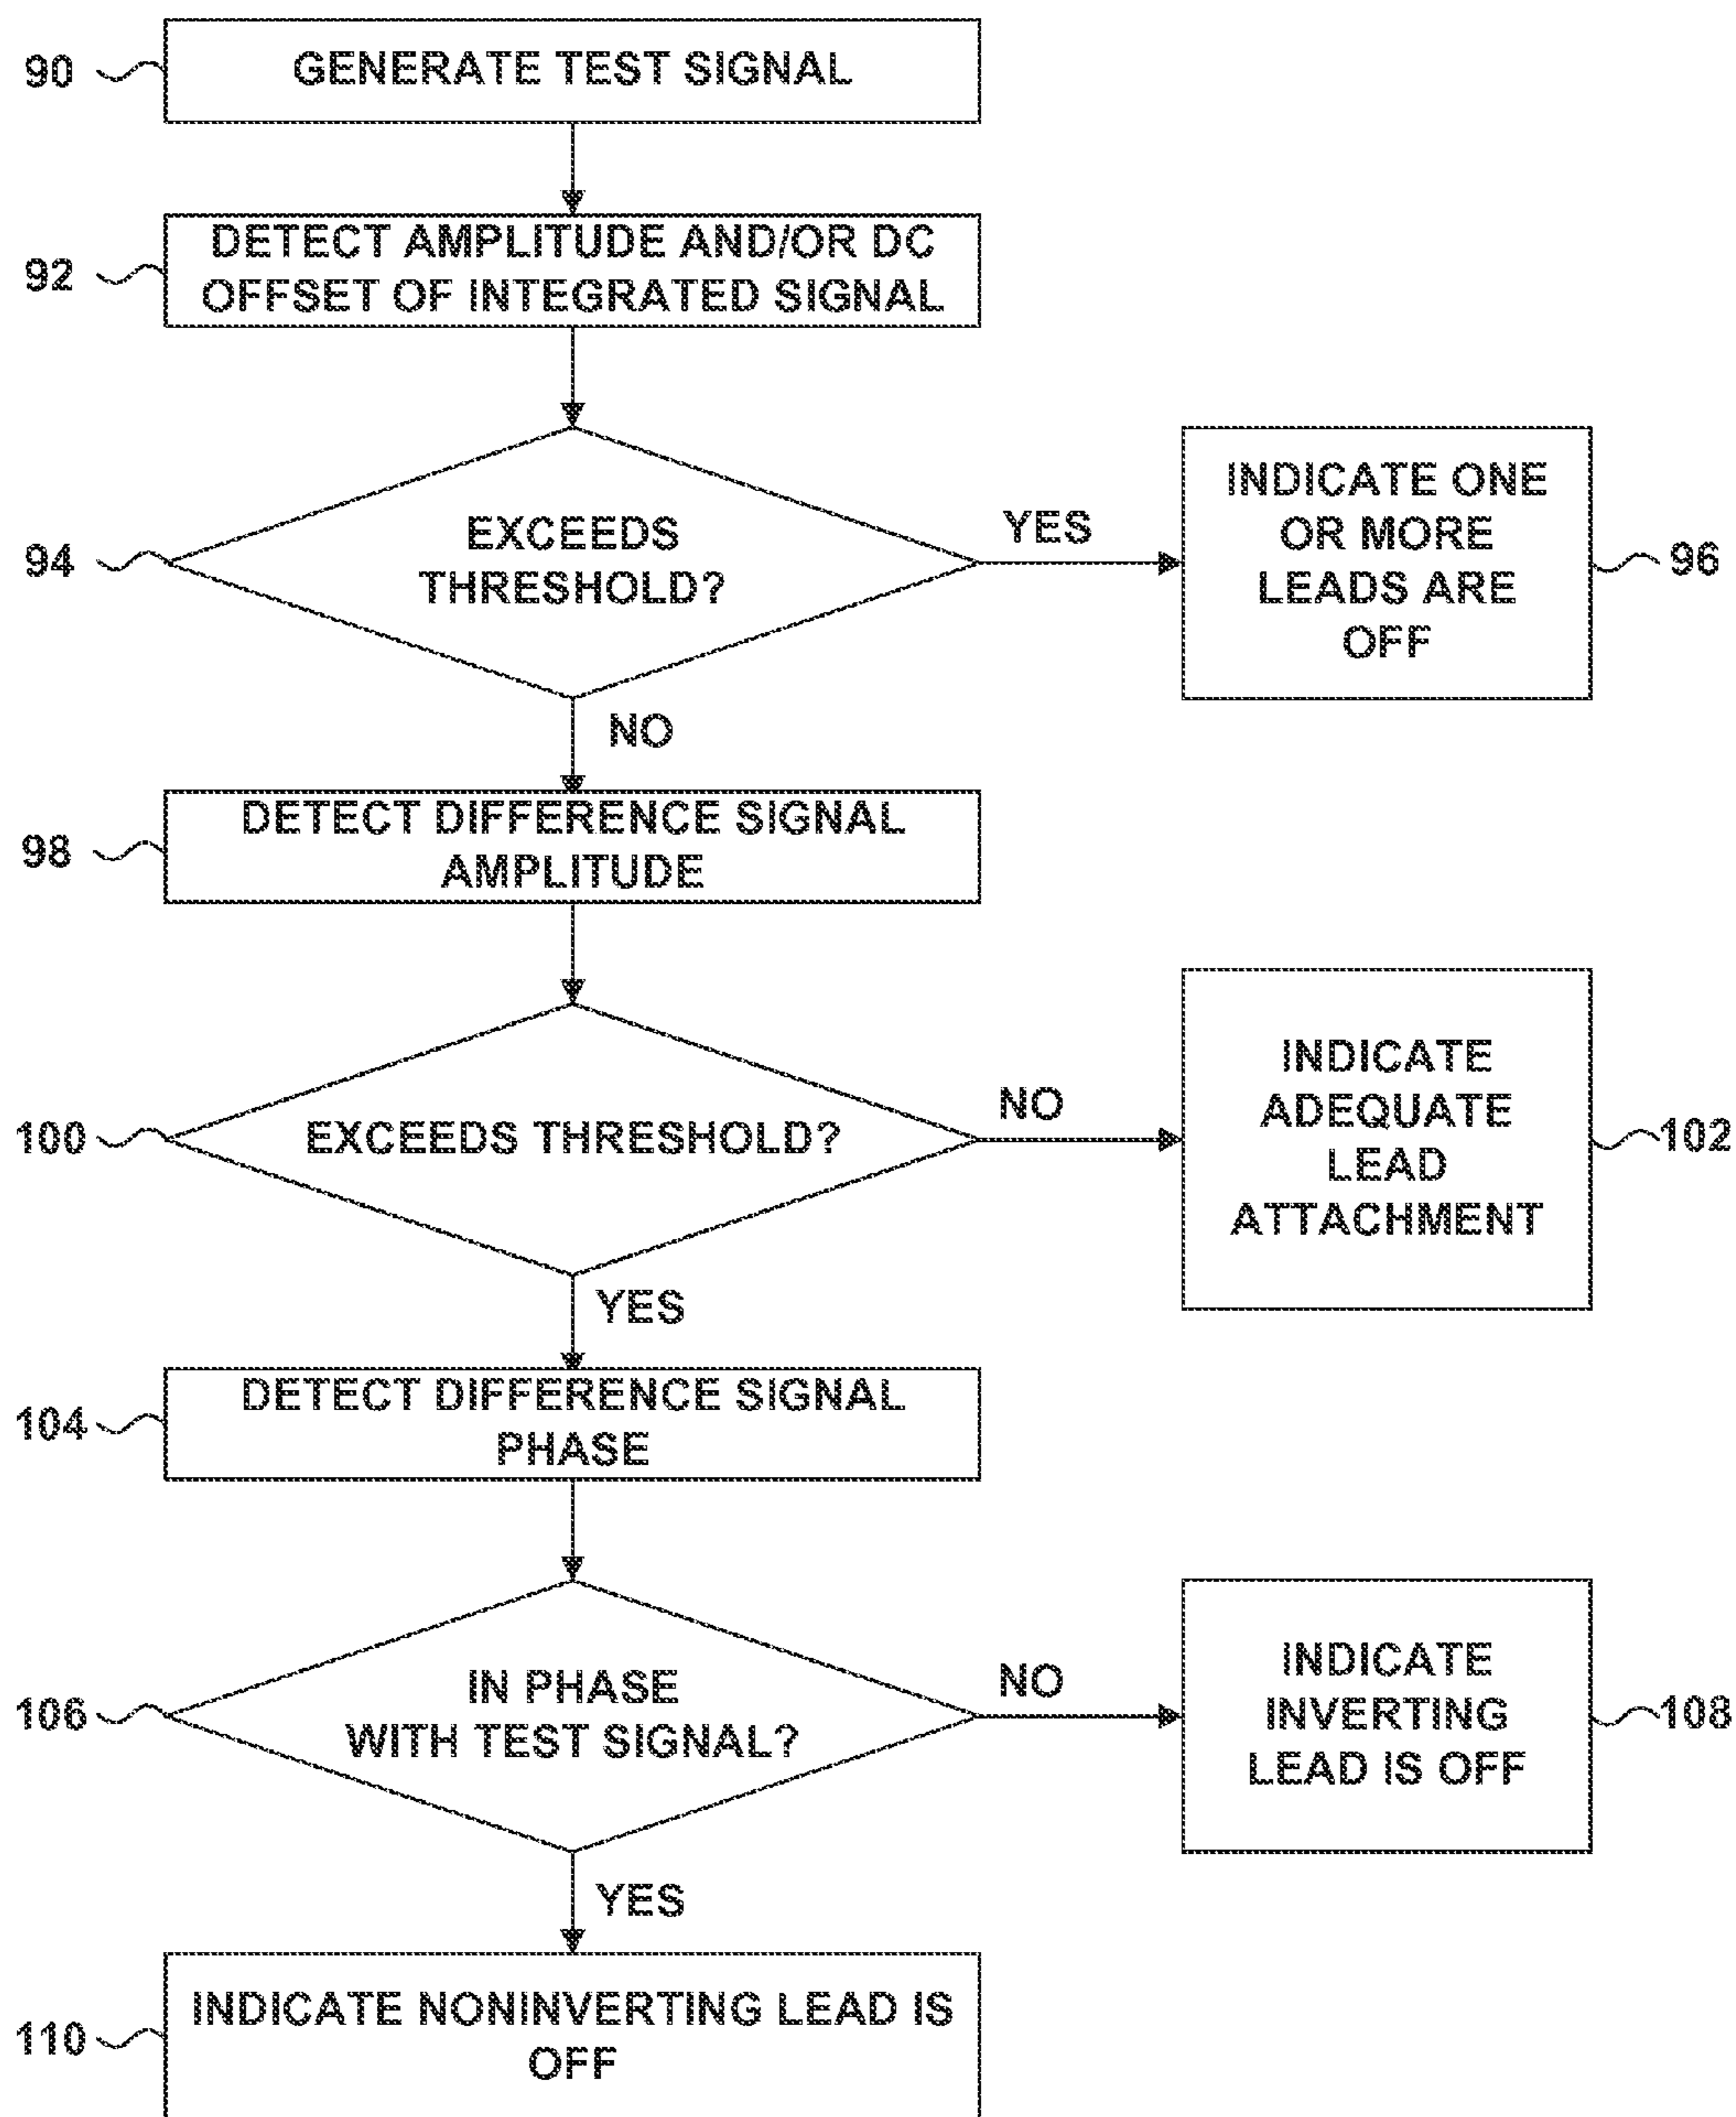 90
GENERATE TEST SIGNAL
92
DETECT AMPLITUDE AND/OR DC
OFFSET OF INTEGRATED SIGNAL
94
EXCEEDS
THRESHOLD?
YES
INDICATE ONE
OR MORE
LEADS ARE
OFF
96
NO
98
DETECT DIFFERENCE SIGNAL
AMPLITUDE
100
EXCEEDS THRESHOLD?
NO
INDICATE
ADEQUATE
LEAD
ATTACHMENT
102
YES
104
DETECT DIFFERENCE SIGNAL
PHASE
106
IN PHASE
WITH TEST SIGNAL?
NO
INDICATE
INVERTING
LEAD IS OFF
108
YES
110
INDICATE NONINVERTING LEAD IS
OFF